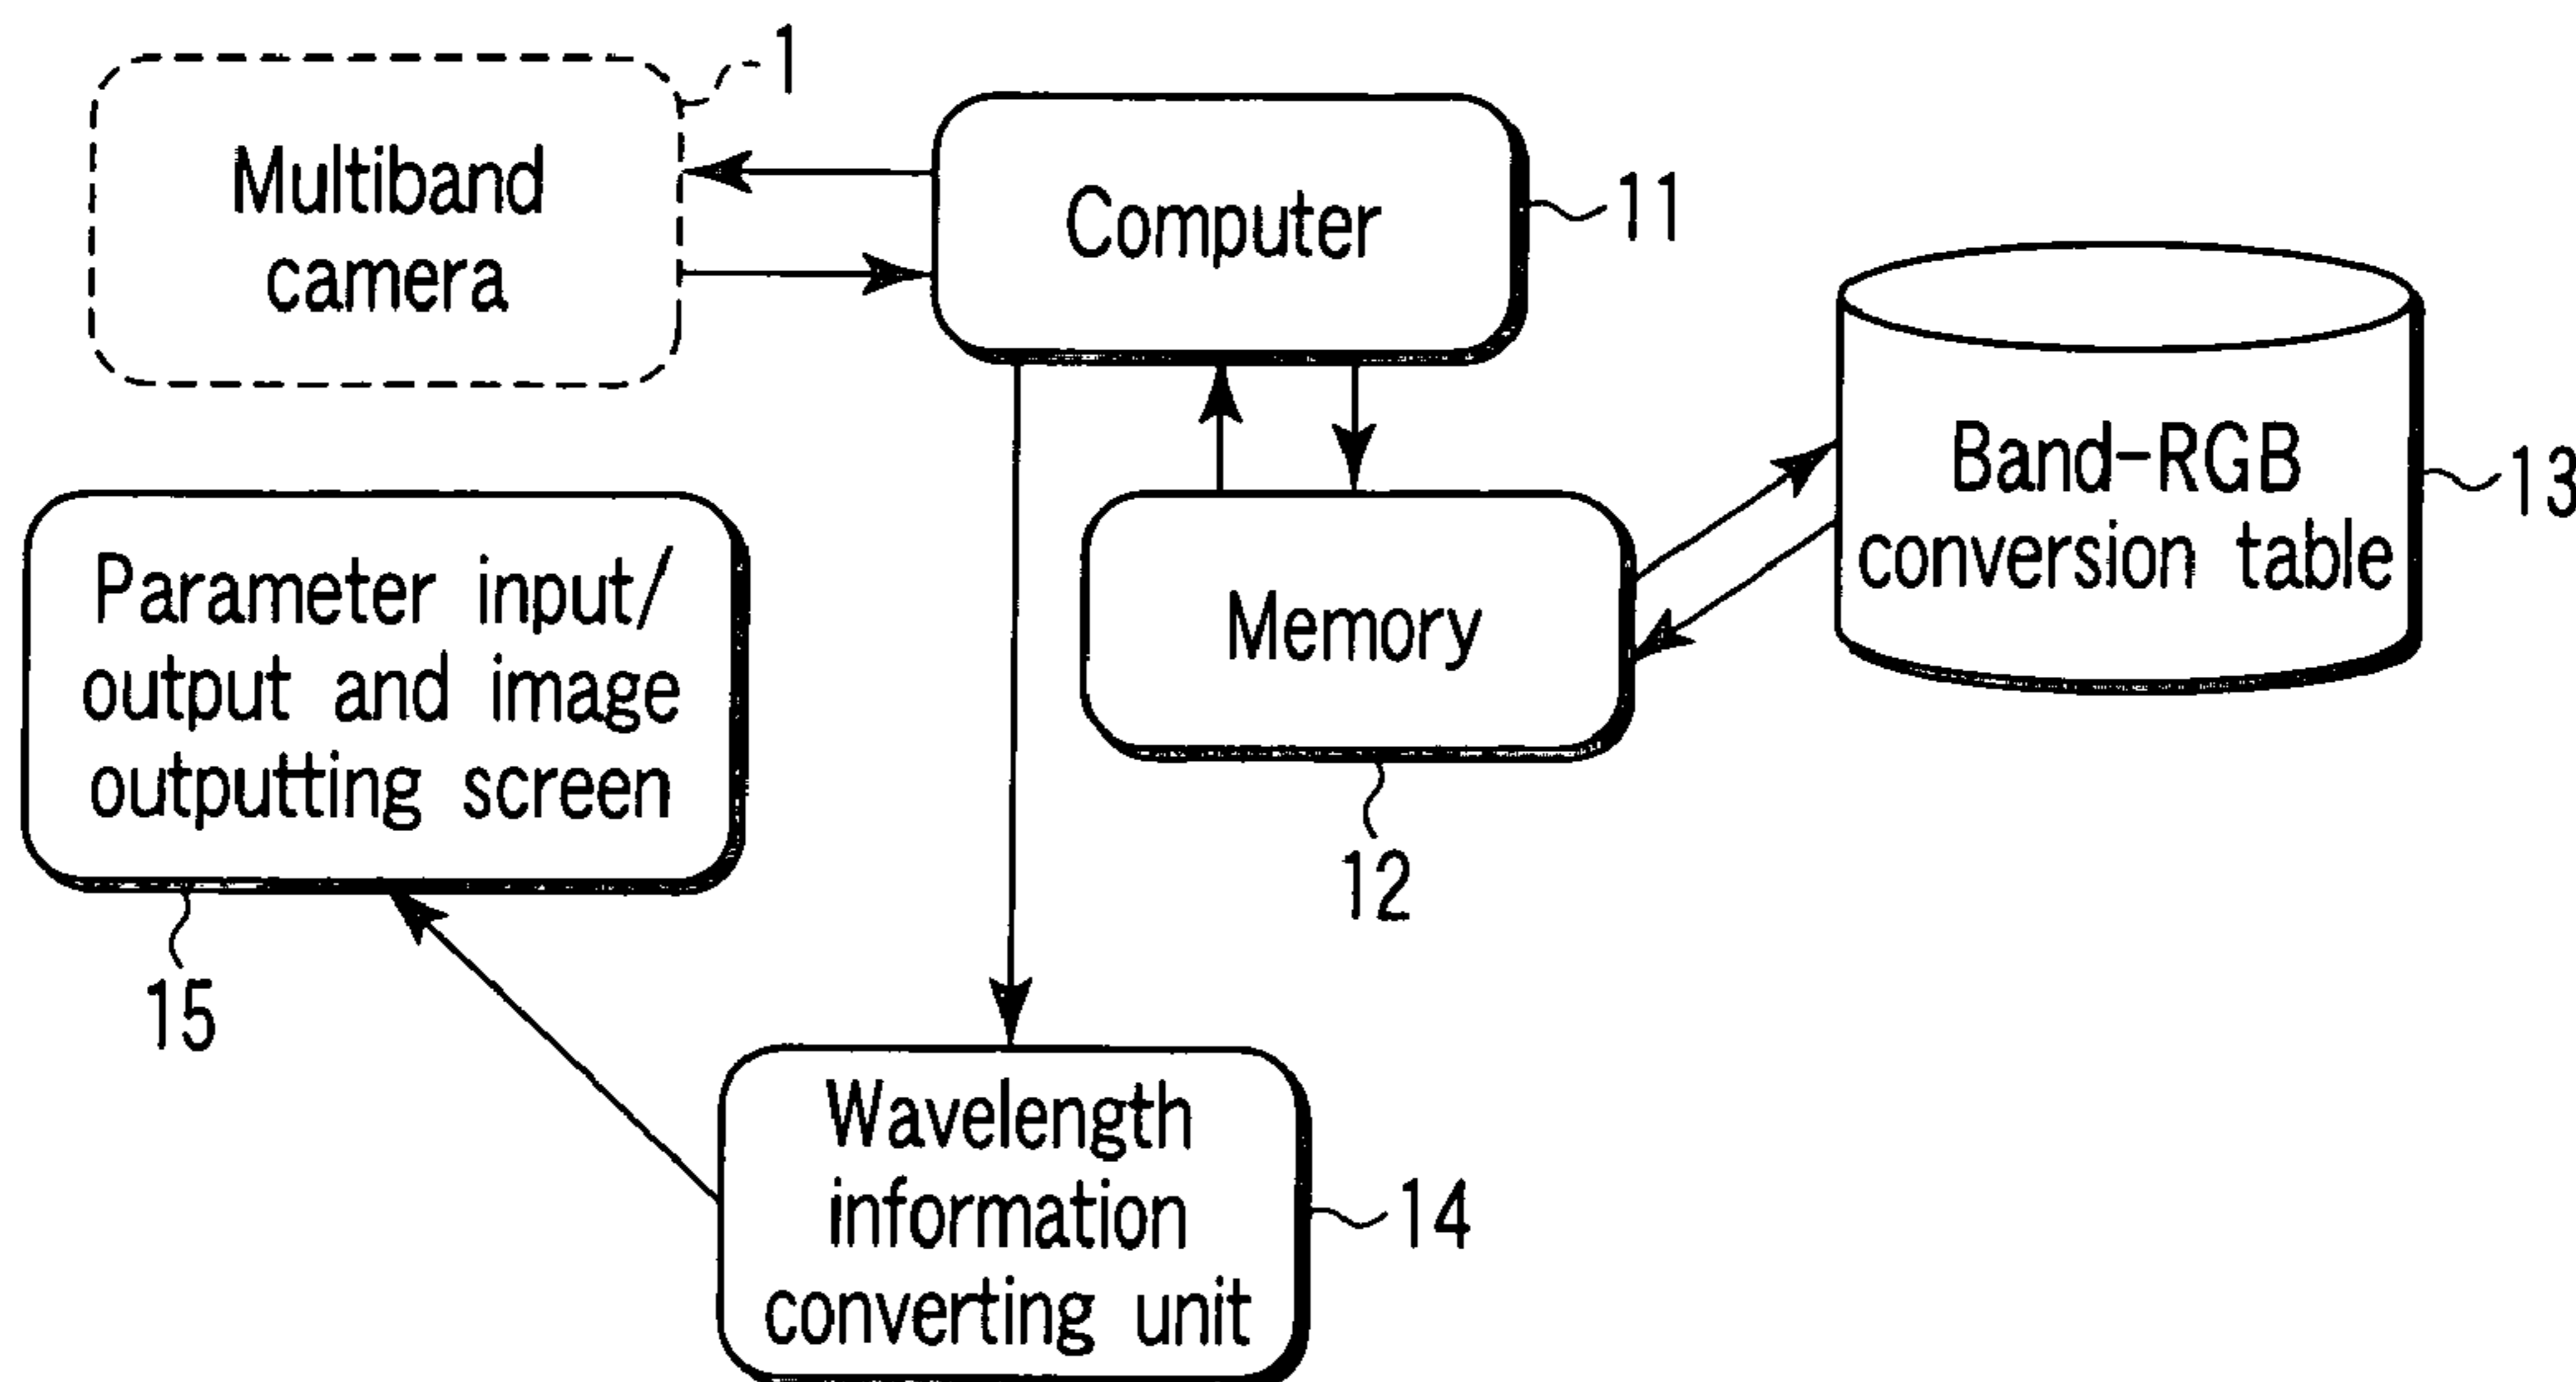 1
Multiband
camera
Computer
11
Band-RGB
conversion table
13
Parameter input/
output and image
outputting screen
15
Memory
12
Wavelength
information
converting unit
14